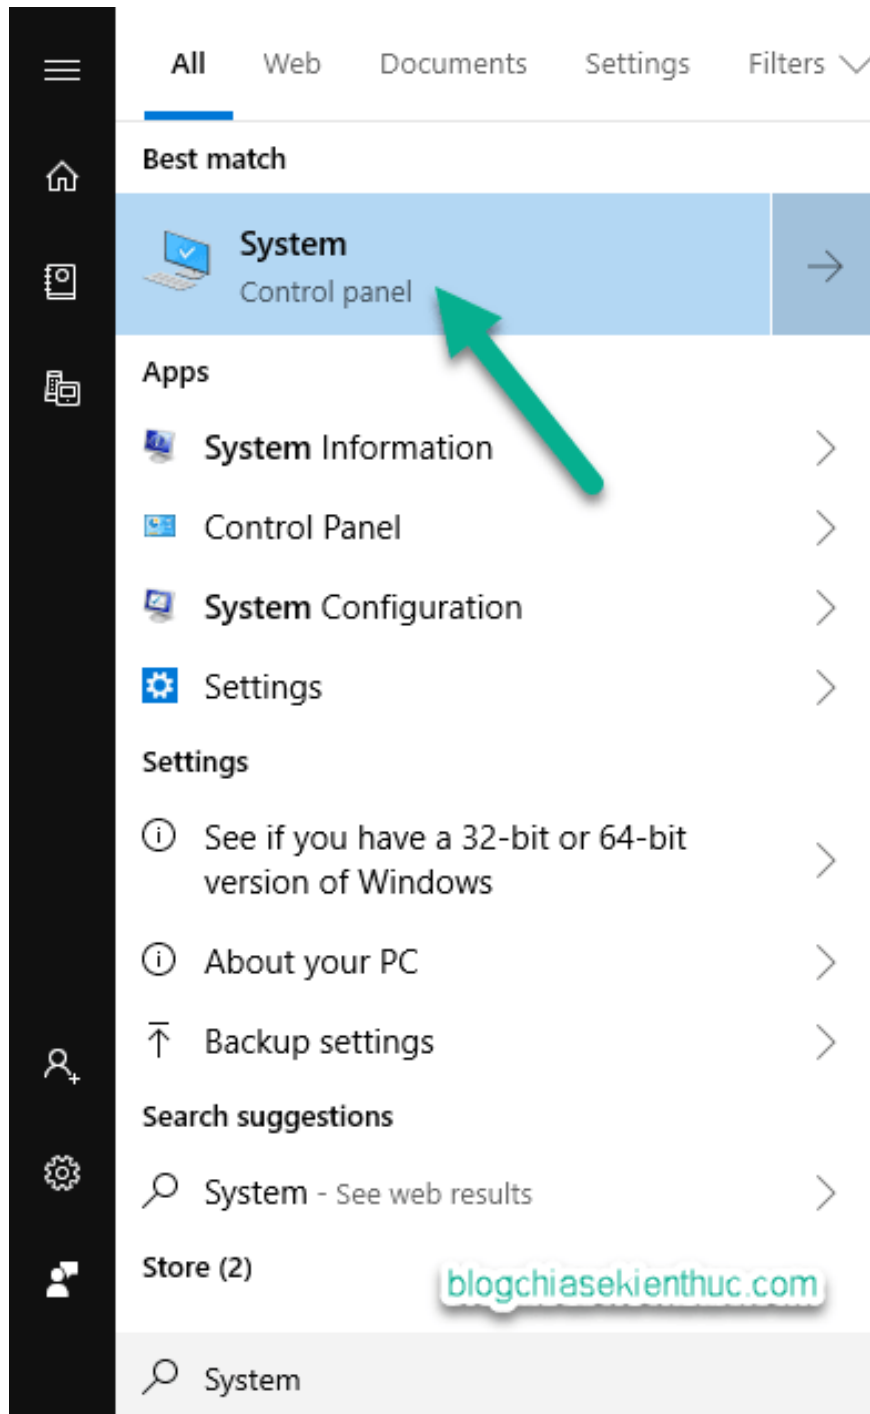 All Web Documents Settings Filters
Best match
System
Control panel
Apps
System Information
Control Panel
System Configuration
Settings
Settings
See if you have a 32-bit or 64-bit
version of Windows
About your PC
Backup settings
Search suggestions
System - See web results
Store (2)
blogchiasekienthuc.com
System